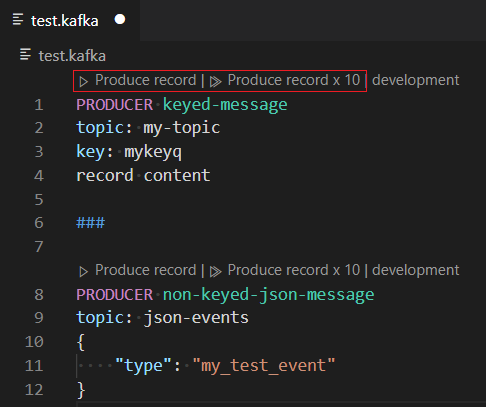 test.kafka
test.kafka
Produce record | Produce record x 10 | development
1 PRODUCER keyed-message
2 topic: my-topic
3 key: mykeyq
4 record content
5
6 ###
7
Produce record | Produce record x 10 | development
8 PRODUCER non-keyed-json-message
9 topic: json-events
10 {
11 "type": "my_test_event"
12 }